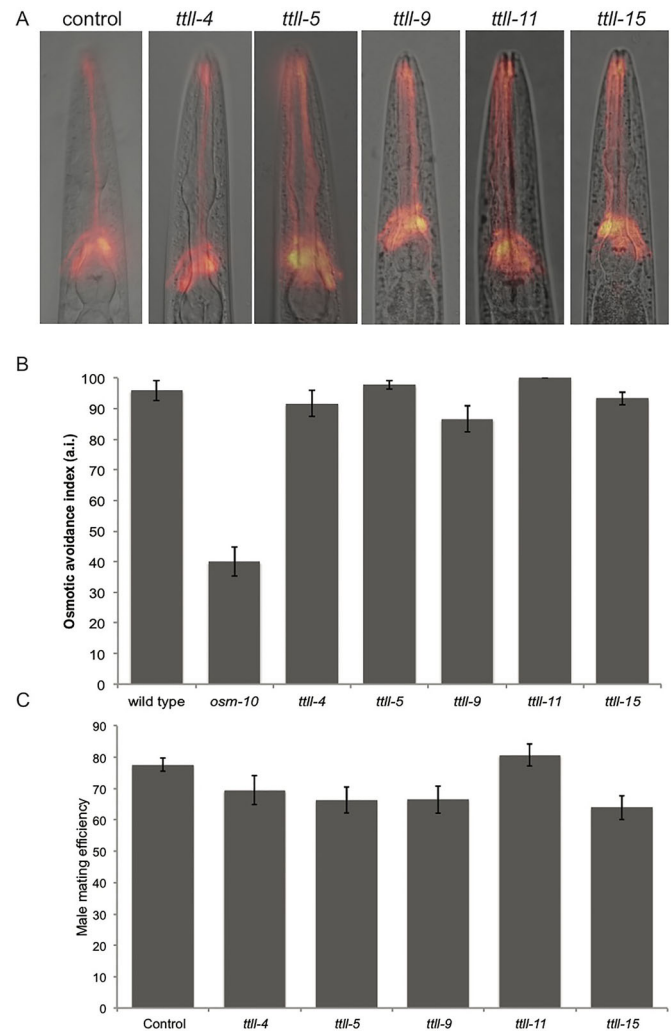 A
control ttll-4 ttll-5 ttll-9 ttll-11 ttll-15
B
Osmotic avoidance index (a.i.)
100
90
80
70
60
50
40
30
20
10
0
wild type osm-10 ttll-4 ttll-5 ttll-9 ttll-11 ttll-15
C
Male mating efficiency
90
80
70
60
50
40
30
20
10
0
Control ttll-4 ttll-5 ttll-9 ttll-11 ttll-15